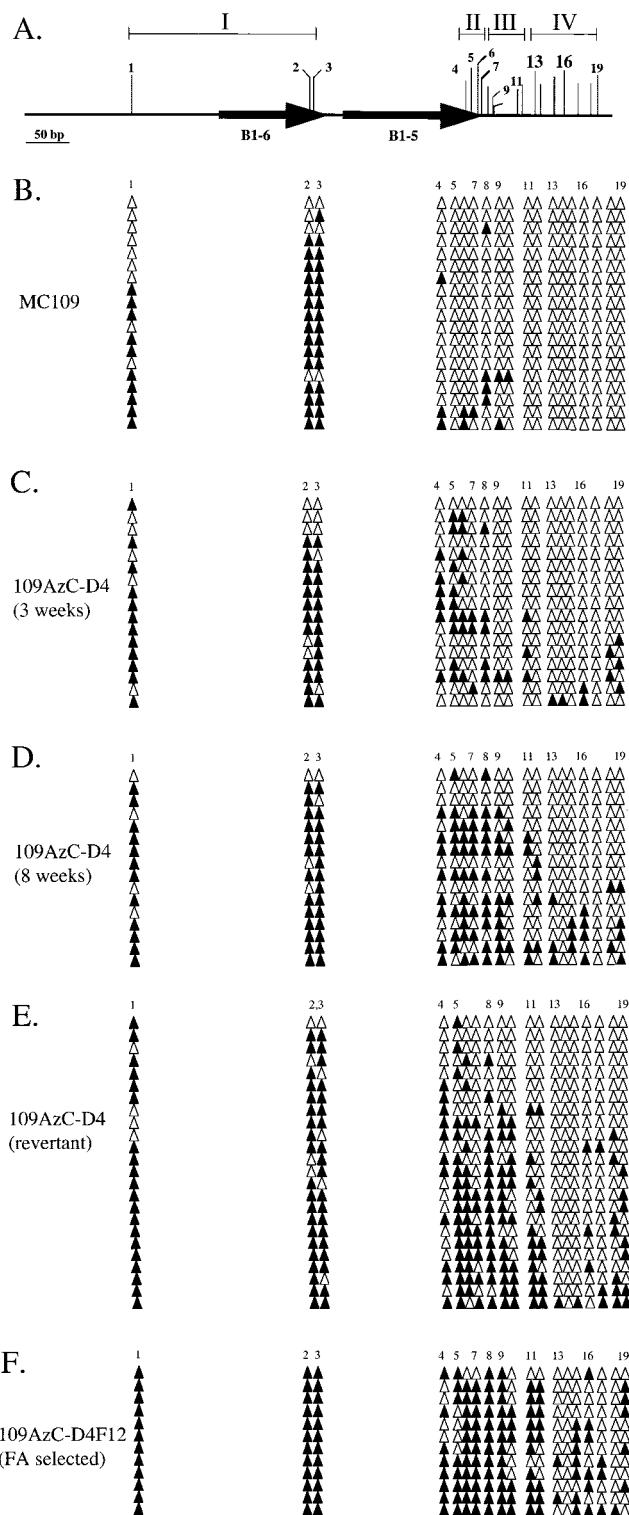 A.
I II III IV
1 2 3 4 5 6 7 9 11 13 16 19
50 bp
B1-6 B1-5
B.
1 2 3 4 5 7 8 9 11 13 16 19
MC109
C.
1 2 3 4 5 7 8 9 11 13 16 19
109AzC-D4
(3 weeks)
D.
1 2 3 4 5 7 8 9 11 13 16 19
109AzC-D4
(8 weeks)
E.
1 2,3 4 5 8 9 11 13 16 19
109AzC-D4
(revertant)
F.
1 2 3 4 5 7 8 9 11 13 16 19
109AzC-D4F12
(FA selected)